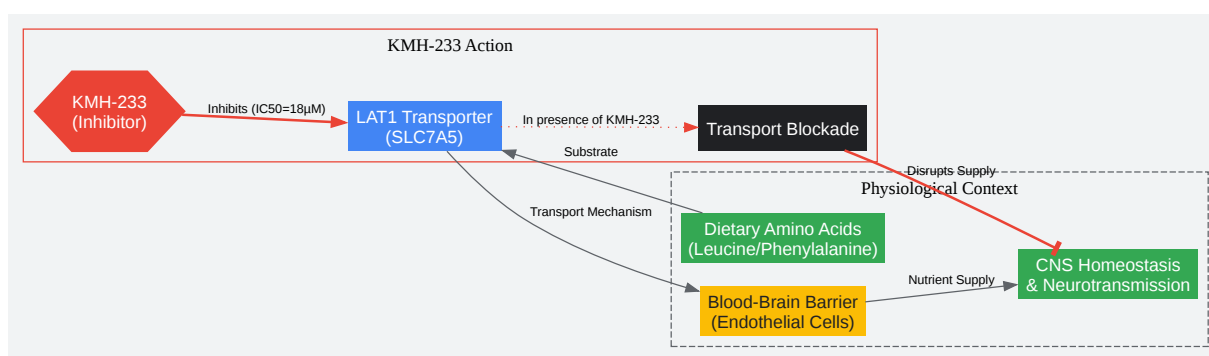 KMH-233 Action
KMH-233
(Inhibitor)
Inhibits (IC50=18µM)
LAT1 Transporter
(SLC7A5)
In presence of KMH-233
Transport Blockade
Substrate
Disrupts Supply
Physiological Context
Transport Mechanism
Dietary Amino Acids
(Leucine/Phenylalanine)
CNS Homeostasis
& Neurotransmission
Nutrient Supply
Blood-Brain Barrier
(Endothelial Cells)